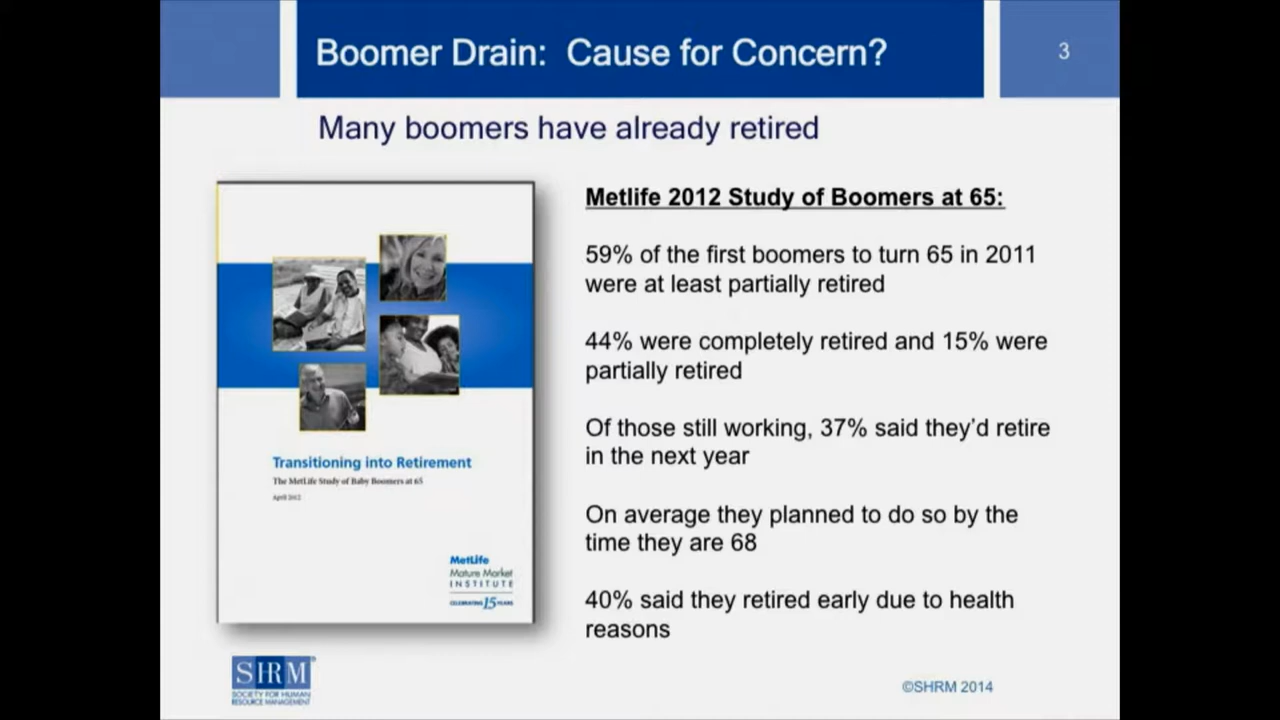 Boomer Drain: Cause for Concern?
3
Many boomers have already retired
Metlife 2012 Study of Boomers at 65:
59% of the first boomers to turn 65 in 2011
were at least partially retired
44% were completely retired and 15% were
partially retired
Of those still working, 37% said they'd retire
in the next year
On average they planned to do so by the
time they are 68
40% said they retired early due to health
reasons
Transitioning into Retirement
The MetLife Study of Baby Boomers at 65
April 2012
MetLife
Mature Market
INSTITUTE
CELEBRATING 15 YEARS
SHRM®
SOCIETY FOR HUMAN
RESOURCE MANAGEMENT
©SHRM 2014